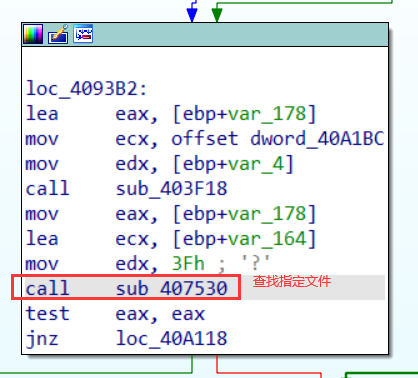 loc_4093B2:
lea eax, [ebp+var_178]
mov ecx, offset dword_40A1BC
mov edx, [ebp+var_4]
call sub_403F18
mov eax, [ebp+var_178]
lea ecx, [ebp+var_164]
mov edx, 3Fh ; '?'
call sub_407530 查找指定文件
test eax, eax
jnz loc_40A118